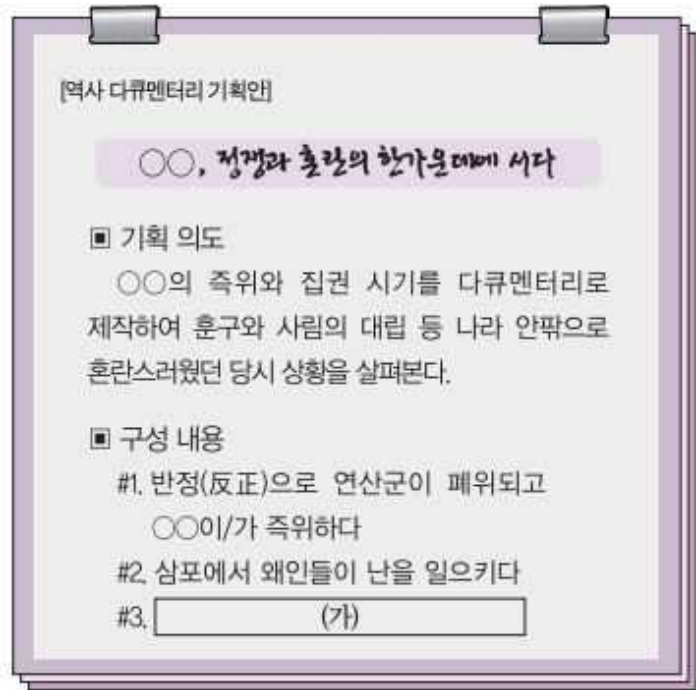 [역사 다큐멘터리 기획안]
○○, 정쟁과 혼란의 한가운데에 서다
▣ 기획 의도
○○의 즉위와 집권 시기를 다큐멘터리로
제작하여 훈구와 사림의 대립 등 나라 안팎으로
혼란스러웠던 당시 상황을 살펴본다.
▣ 구성 내용
#1. 반정(反正)으로 연산군이 폐위되고
○○이/가 즉위하다
#2. 삼포에서 왜인들이 난을 일으키다
#3. (가)